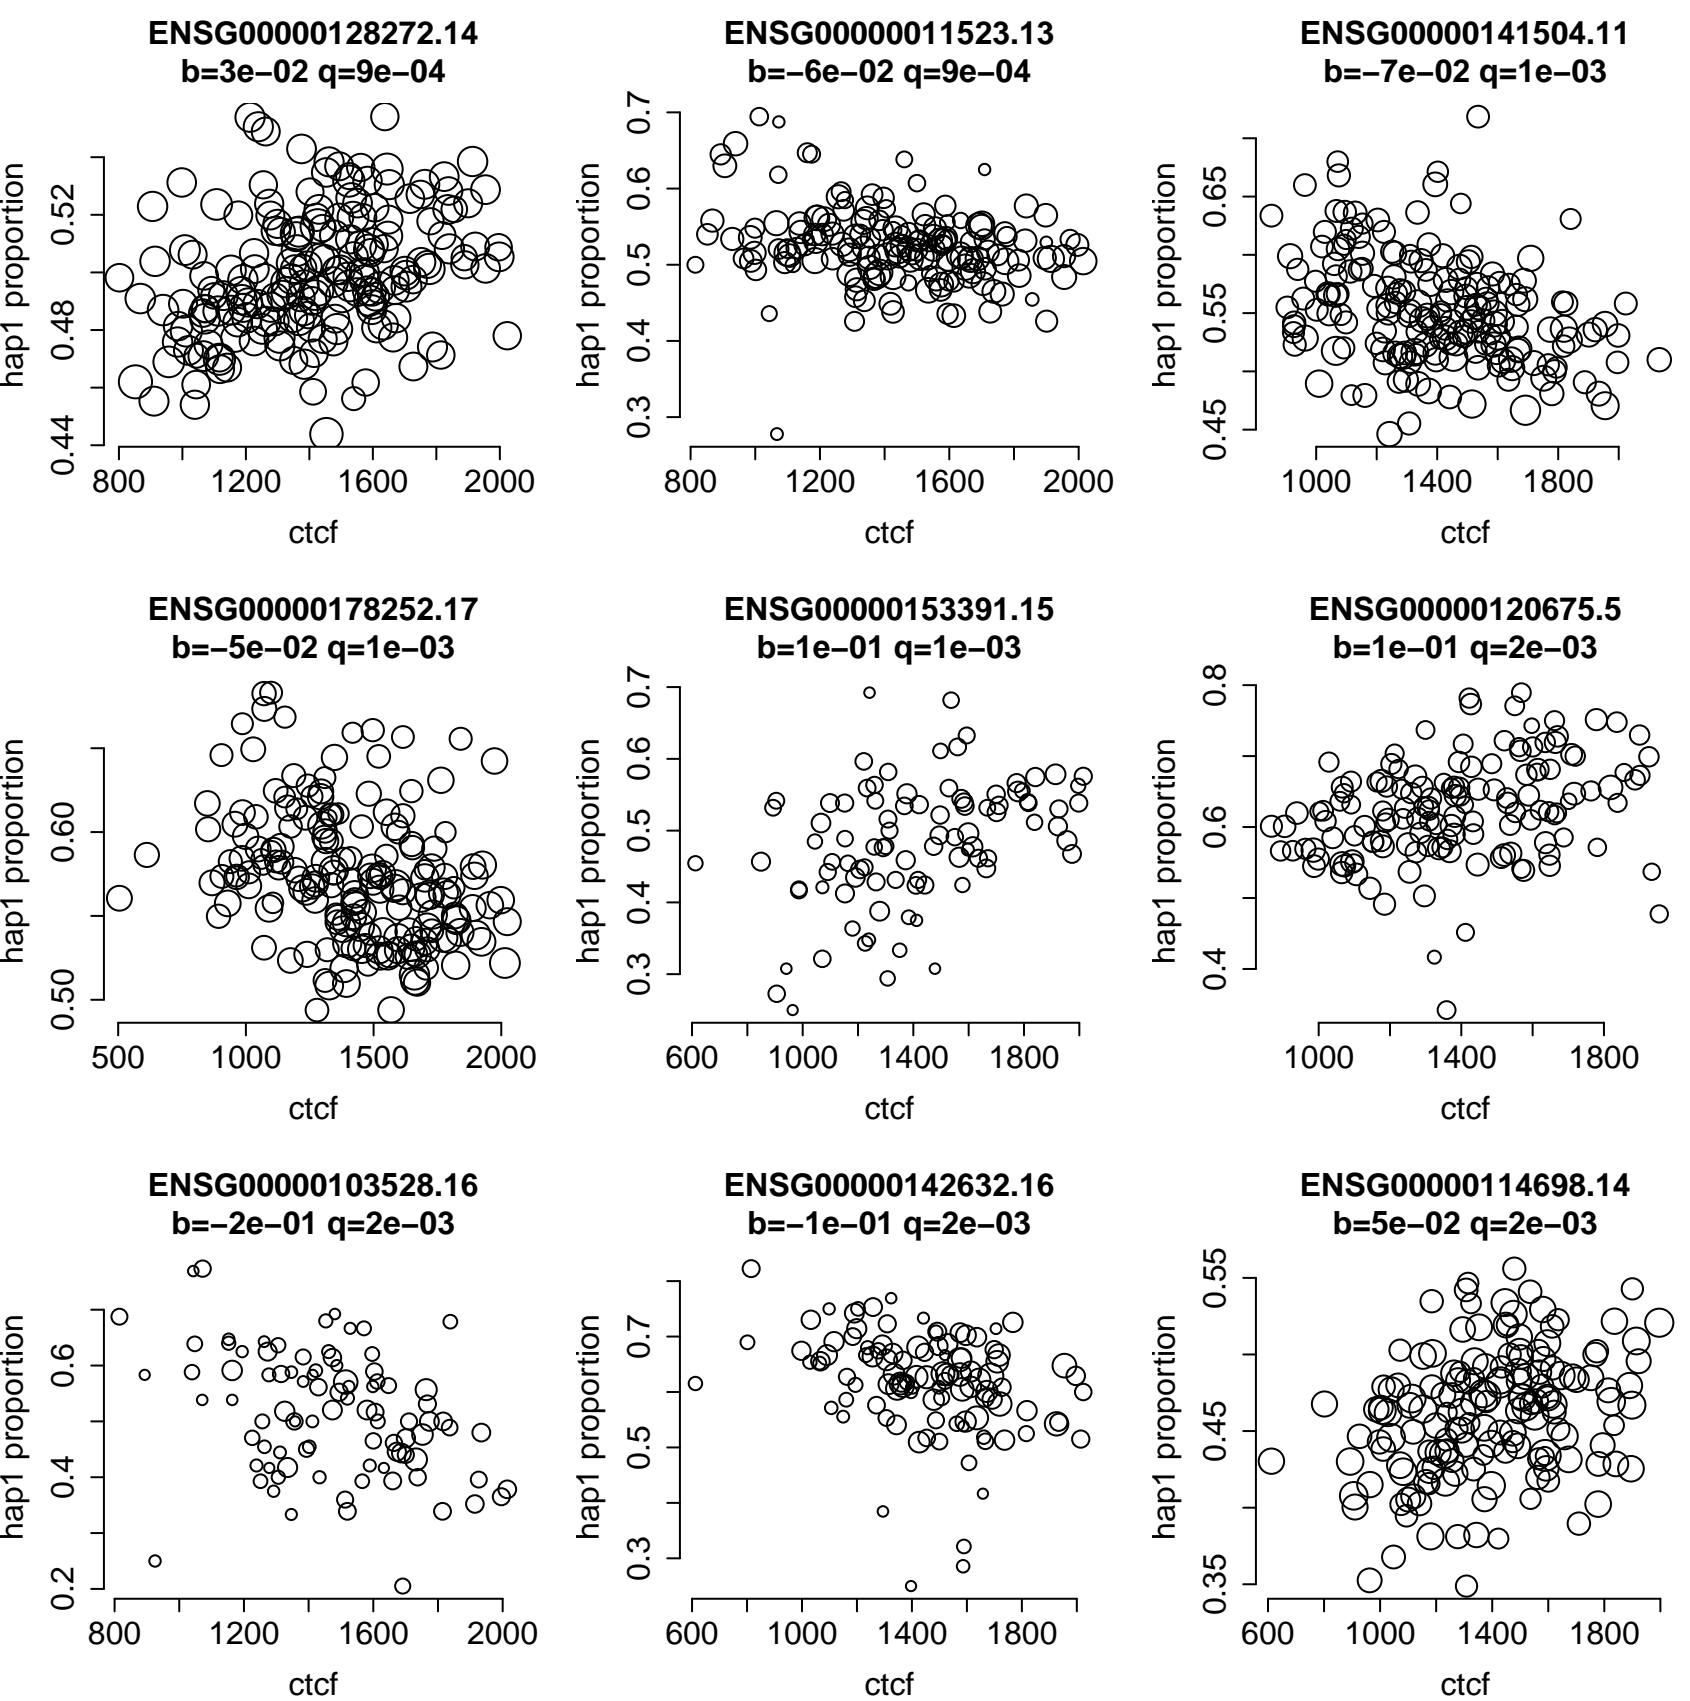 ENSG00000128272.14
b=3e−02 q=9e−04
hap1 proportion
0.44 0.48 0.52
800 1200 1600 2000
ctcf
ENSG00000011523.13
b=−6e−02 q=9e−04
hap1 proportion
0.3 0.4 0.5 0.6 0.7
800 1200 1600 2000
ctcf
ENSG00000141504.11
b=−7e−02 q=1e−03
hap1 proportion
0.45 0.55 0.65
1000 1400 1800
ctcf
ENSG00000178252.17
b=−5e−02 q=1e−03
hap1 proportion
0.50 0.60
500 1000 1500 2000
ctcf
ENSG00000153391.15
b=1e−01 q=1e−03
hap1 proportion
0.3 0.4 0.5 0.6 0.7
600 1000 1400 1800
ctcf
ENSG00000120675.5
b=1e−01 q=2e−03
hap1 proportion
0.4 0.6 0.8
1000 1400 1800
ctcf
ENSG00000103528.16
b=−2e−01 q=2e−03
hap1 proportion
0.2 0.4 0.6
800 1200 1600 2000
ctcf
ENSG00000142632.16
b=−1e−01 q=2e−03
hap1 proportion
0.3 0.5 0.7
600 1000 1400 1800
ctcf
ENSG00000114698.14
b=5e−02 q=2e−03
hap1 proportion
0.35 0.45 0.55
600 1000 1400 1800
ctcf